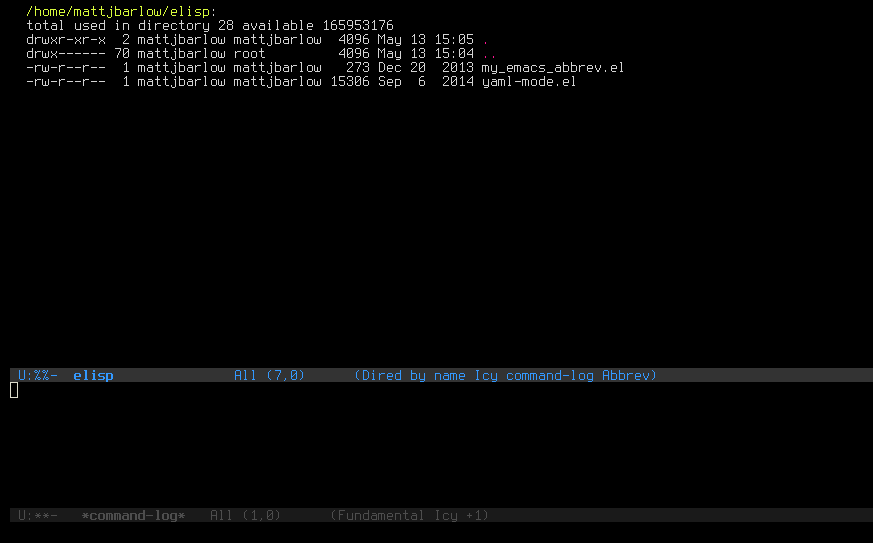 /home/mattjbarlow/elisp:
total used in directory 28 available 165953176
drwxr-xr-x  2 mattjbarlow mattjbarlow  4096 May 13 15:05 .
drwx------ 70 mattjbarlow root         4096 May 13 15:04 ..
-rw-r--r--  1 mattjbarlow mattjbarlow   273 Dec 20  2013 my_emacs_abbrev.el
-rw-r--r--  1 mattjbarlow mattjbarlow 15306 Sep  6  2014 yaml-mode.el
U:%%-  elisp               All (7,0)      (Dired by name Icy command-log Abbrev)
U:**-   *command-log*   All (1,0)      (Fundamental Icy +1)